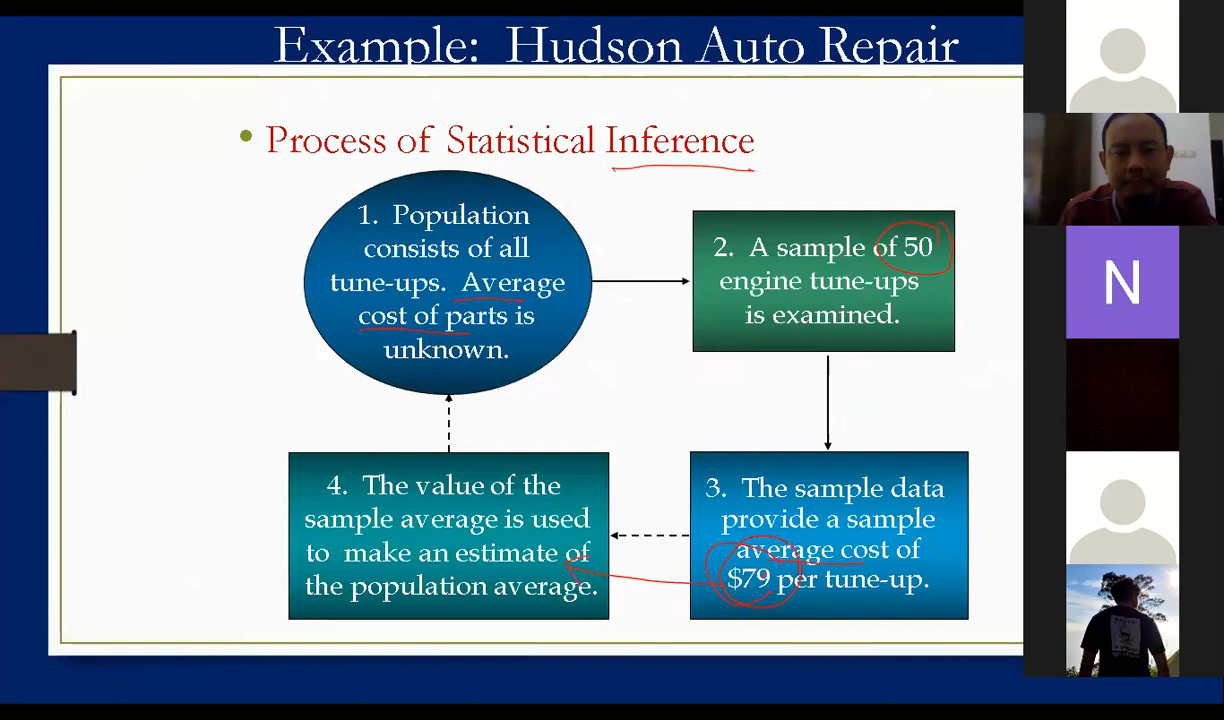 Example: Hudson Auto Repair
• Process of Statistical Inference
1. Population
consists of all
tune-ups. Average
cost of parts is
unknown.
2. A sample of 50
engine tune-ups
is examined.
3. The sample data
provide a sample
average cost of
$79 per tune-up.
4. The value of the
sample average is used
to make an estimate of
the population average.
N